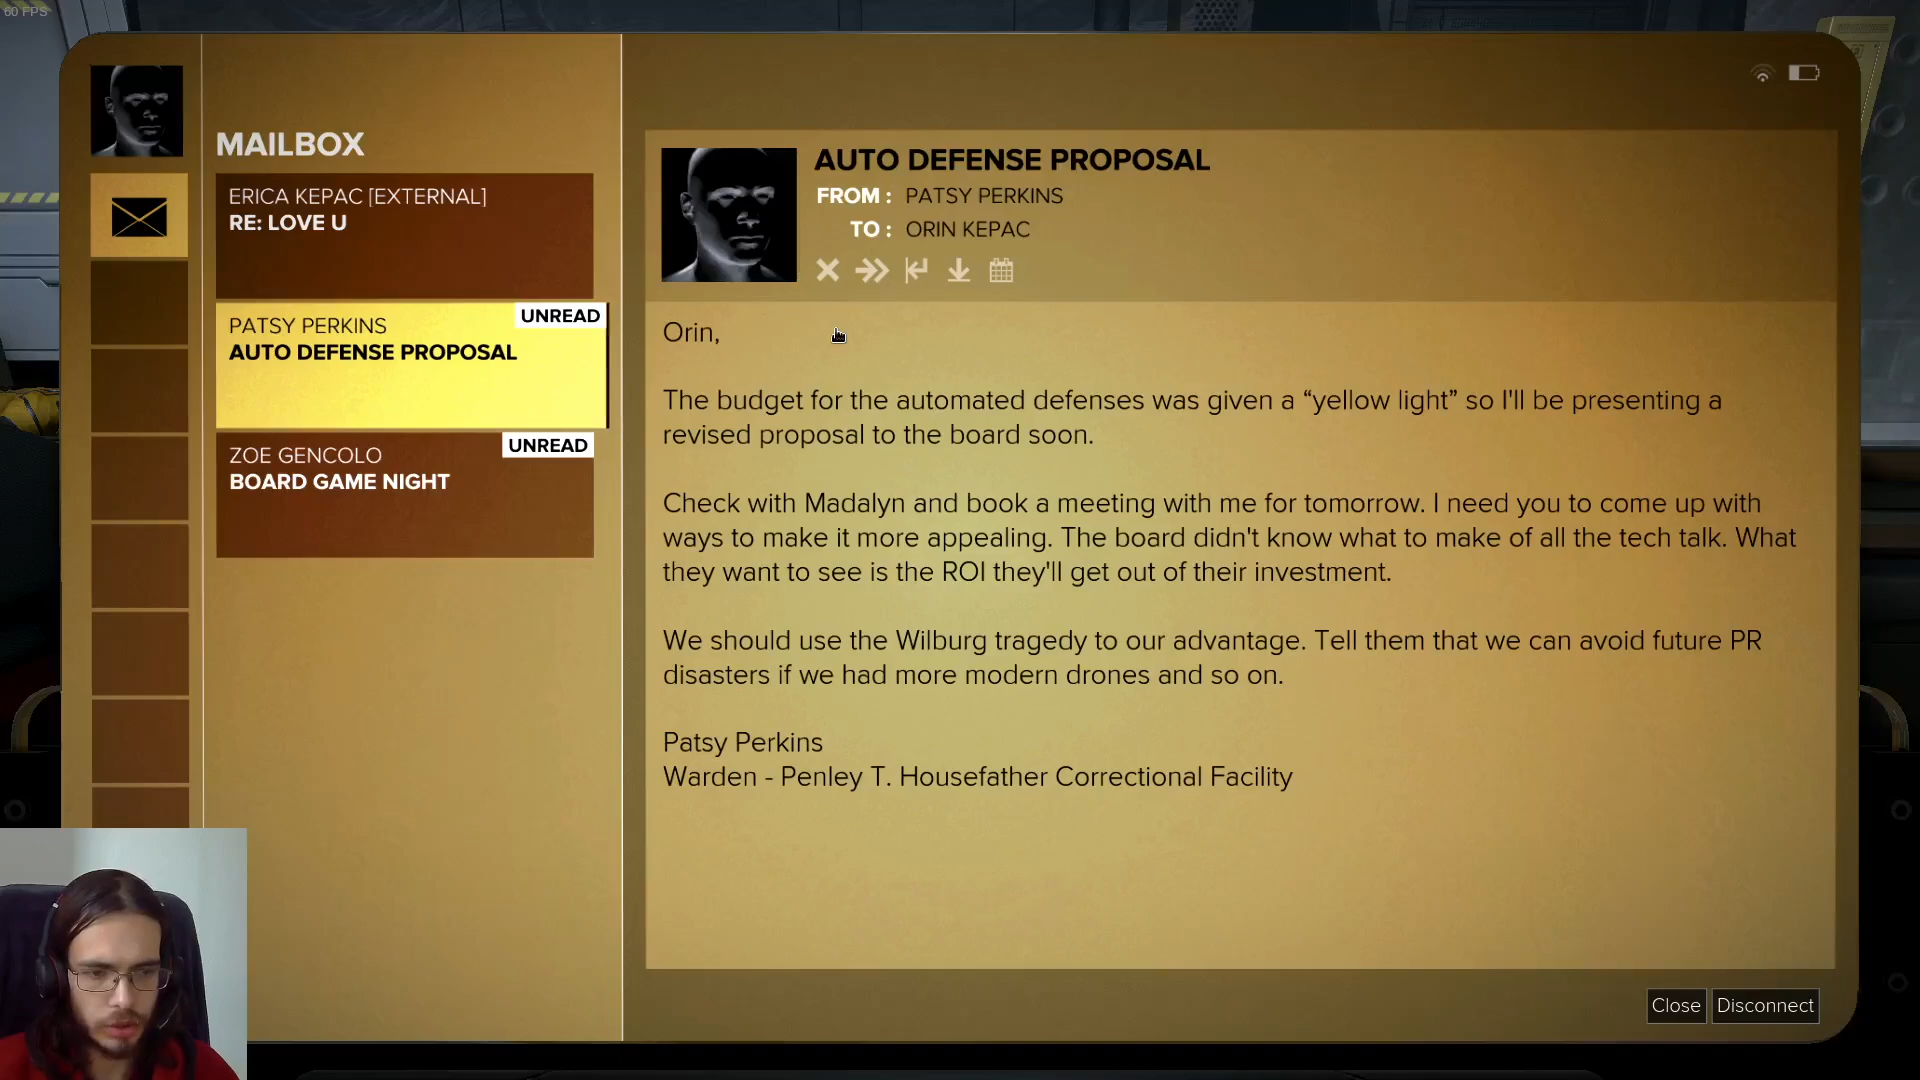 60 FPS
MAILBOX
ERICA KEPAC [EXTERNAL]
RE: LOVE U
UNREAD
PATSY PERKINS
AUTO DEFENSE PROPOSAL
UNREAD
ZOE GENCOLO
BOARD GAME NIGHT
AUTO DEFENSE PROPOSAL
FROM : PATSY PERKINS
TO : ORIN KEPAC
Orin,
The budget for the automated defenses was given a “yellow light” so I'll be presenting a
revised proposal to the board soon.
Check with Madalyn and book a meeting with me for tomorrow. I need you to come up with
ways to make it more appealing. The board didn't know what to make of all the tech talk. What
they want to see is the ROI they'll get out of their investment.
We should use the Wilburg tragedy to our advantage. Tell them that we can avoid future PR
disasters if we had more modern drones and so on.
Patsy Perkins
Warden - Penley T. Housefather Correctional Facility
Close
Disconnect